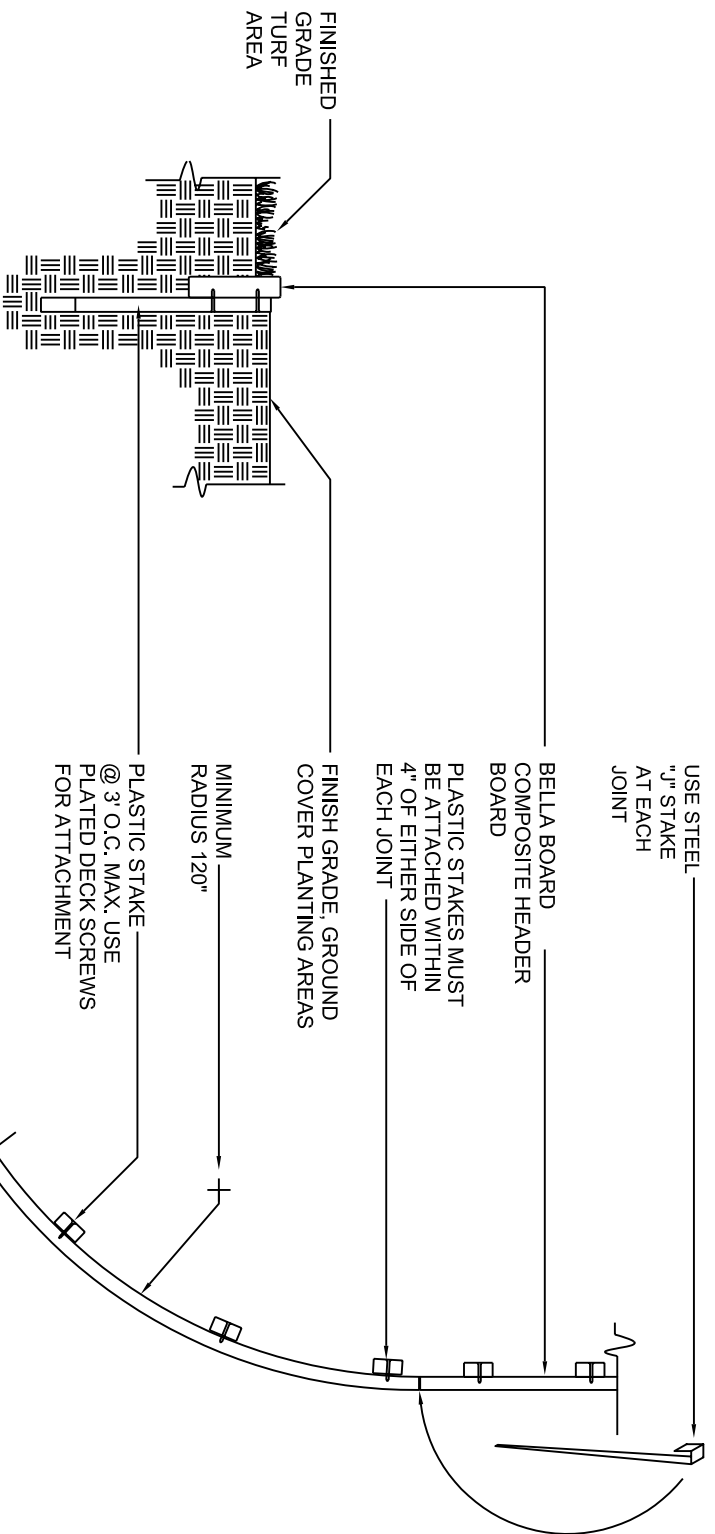 USE STEEL
"J" STAKE
AT EACH
JOINT
BELLA BOARD
COMPOSITE HEADER
BOARD
PLASTIC STAKES MUST
BE ATTACHED WITHIN
4" OF EITHER SIDE OF
EACH JOINT
FINISH GRADE, GROUND
COVER PLANTING AREAS
MINIMUM
RADIUS 120"
PLASTIC STAKE
@ 3' O.C. MAX. USE
PLATED DECK SCREWS
FOR ATTACHMENT
FINISHED
GRADE
TURF
AREA